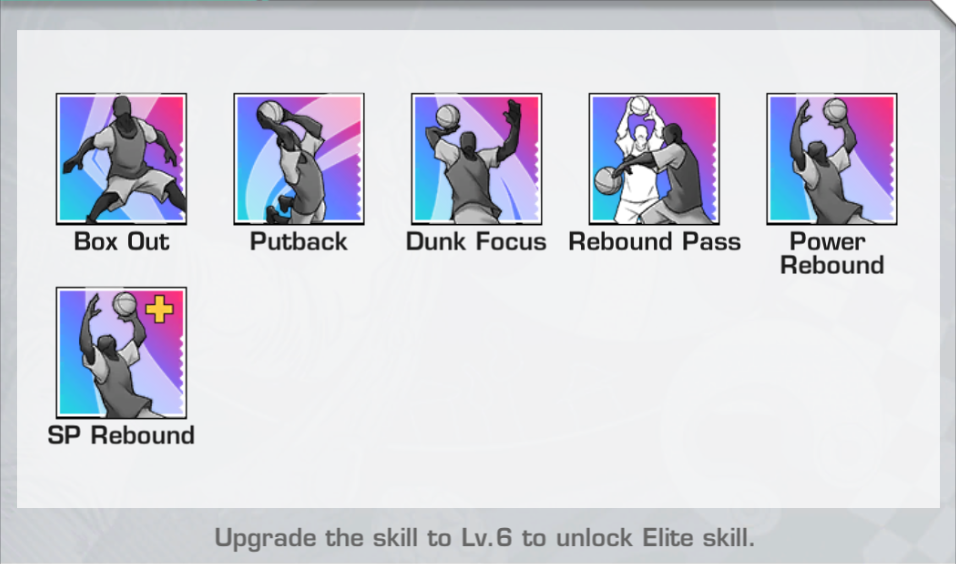 Box Out
Putback
Dunk Focus
Rebound Pass
Power
Rebound
SP Rebound
Upgrade the skill to Lv.6 to unlock Elite skill.